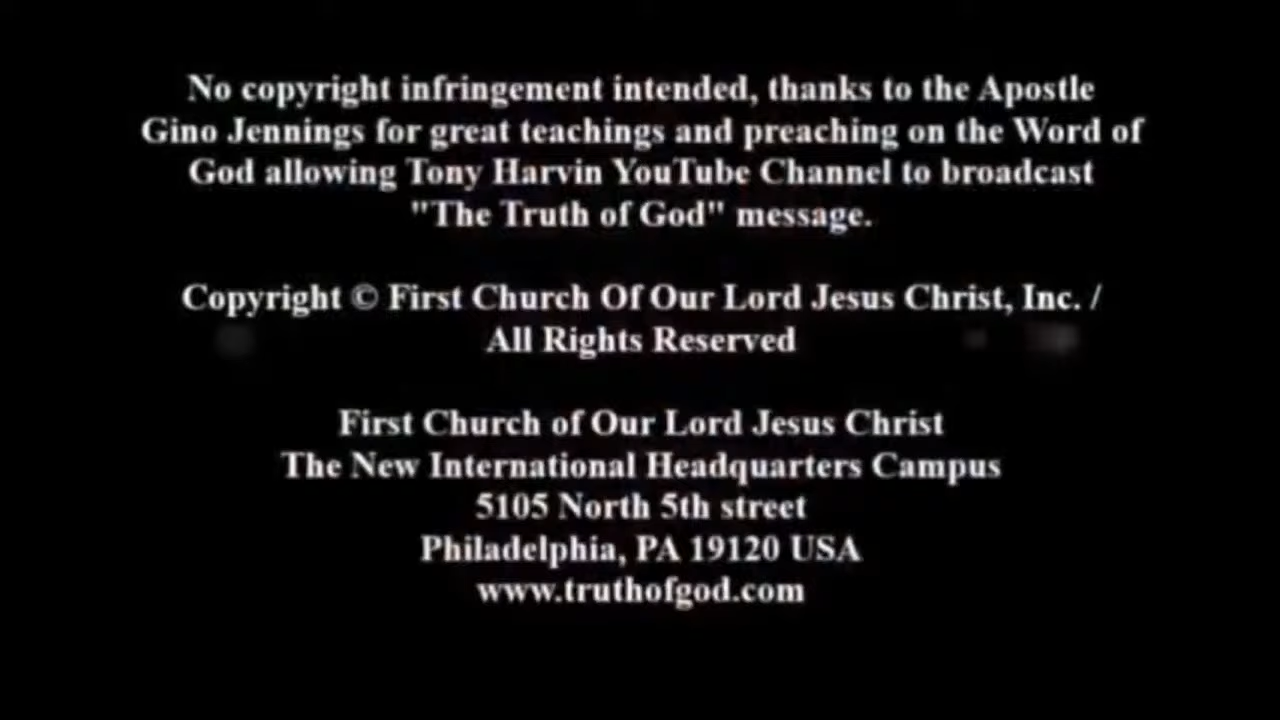 No copyright infringement intended, thanks to the Apostle
Gino Jennings for great teachings and preaching on the Word of
God allowing Tony Harvin YouTube Channel to broadcast
"The Truth of God" message.
Copyright © First Church Of Our Lord Jesus Christ, Inc. /
All Rights Reserved
First Church of Our Lord Jesus Christ
The New International Headquarters Campus
5105 North 5th street
Philadelphia, PA 19120 USA
www.truthofgod.com